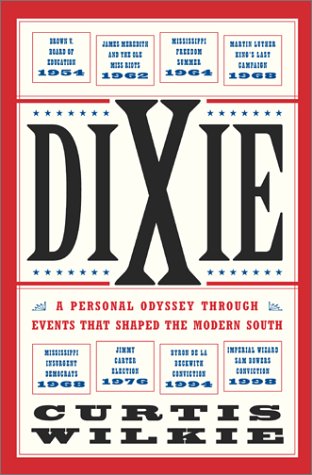 BROWN V.
BOARD OF
EDUCATION
1954
JAMES MEREDITH
AND THE OLE
MISS RIOTS
1962
MISSISSIPPI
FREEDOM
SUMMER
1964
MARTIN LUTHER
KING'S LAST
CAMPAIGN
1968
DIXIE
A PERSONAL ODYSSEY THROUGH
EVENTS THAT SHAPED THE MODERN SOUTH
MISSISSIPPI
INSURGENT
DEMOCRATS
1968
JIMMY
CARTER
ELECTION
1976
BYRON DE LA
BECKWITH
CONVICTION
1994
IMPERIAL WIZARD
SAM BOWERS
CONVICTION
1998
CURTIS
WILKIE